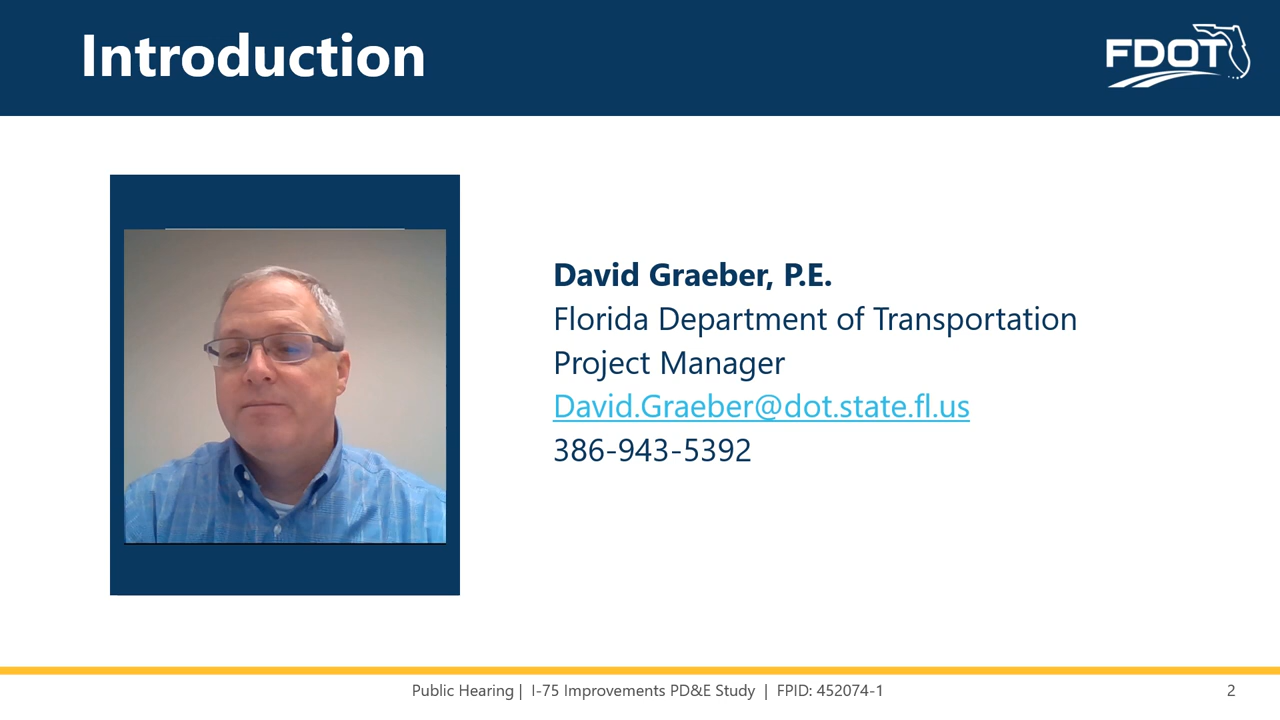 Introduction
FDOT
David Graeber, P.E.
Florida Department of Transportation
Project Manager
David.Graeber@dot.state.fl.us
386-943-5392
Public Hearing | I-75 Improvements PD&E Study | FPID: 452074-1
2